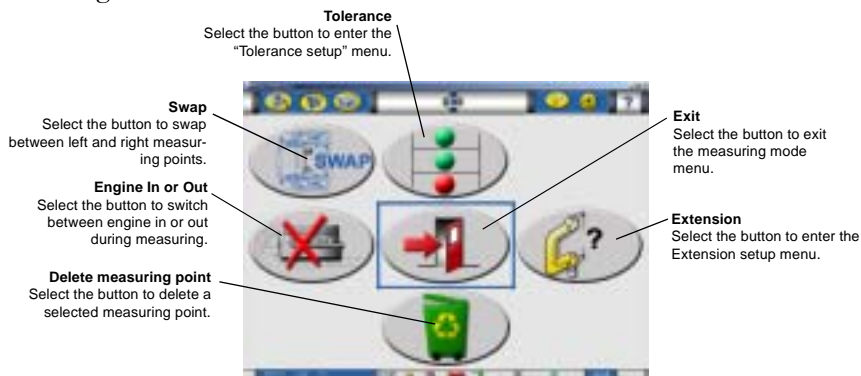 Tolerance
Select the button to enter the
“Tolerance setup” menu.
Swap
Select the button to swap
between left and right measur-
ing points.
Engine In or Out
Select the button to switch
between engine in or out
during measuring.
Delete measuring point
Select the button to delete a
selected measuring point.
SWAP
?
?
Exit
Select the button to exit
the measuring mode
menu.
Extension
Select the button to enter the
Extension setup menu.